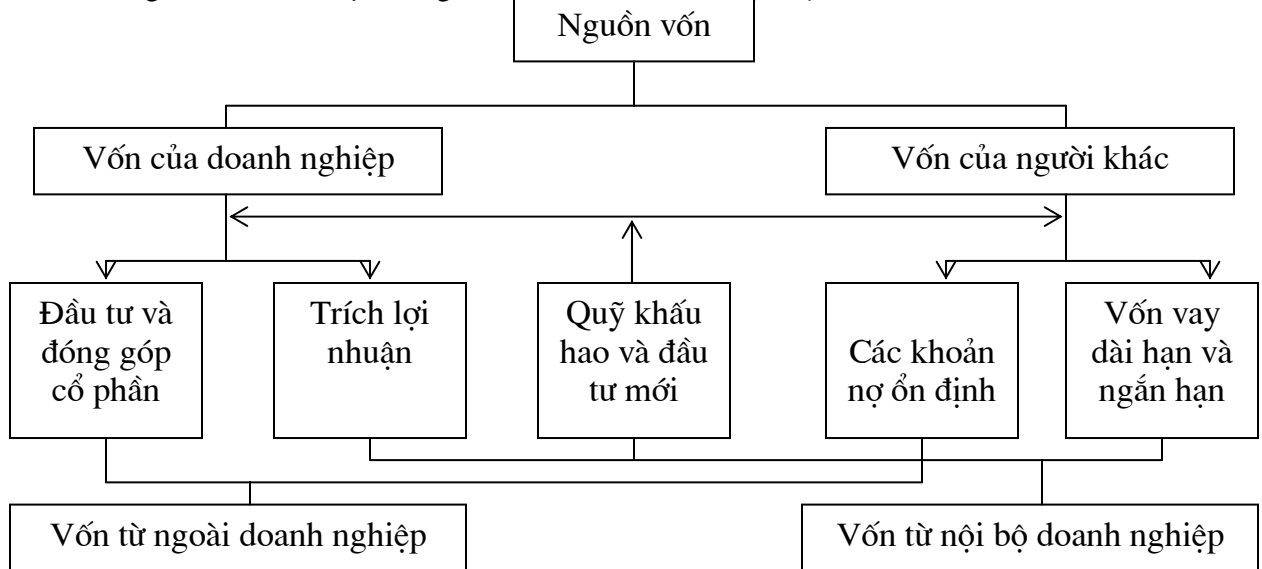 Nguồn vốn
Vốn của doanh nghiệp
Vốn của người khác
Đầu tư và
đóng góp
cổ phần
Trích lợi
nhuận
Quỹ khấu
hao và đầu
tư mới
Các khoản
nợ ổn định
Vốn vay
dài hạn và
ngắn hạn
Vốn từ ngoài doanh nghiệp
Vốn từ nội bộ doanh nghiệp